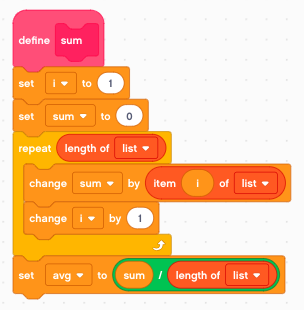 define sum
set i to 1
set sum to 0
repeat length of list
change sum by item i of list
change i by 1
set avg to sum / length of list